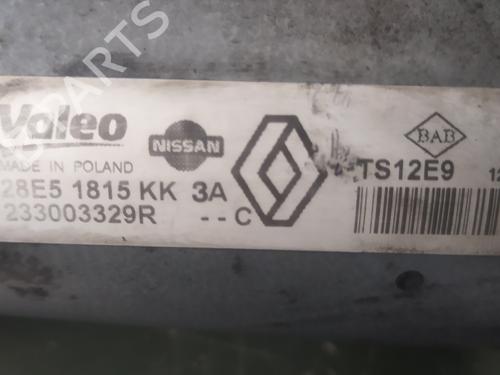 Valeo
NISSAN
BAB
MADE IN POLAND
TS12E9
28E5 1815 KK 3A
233003329R
--C